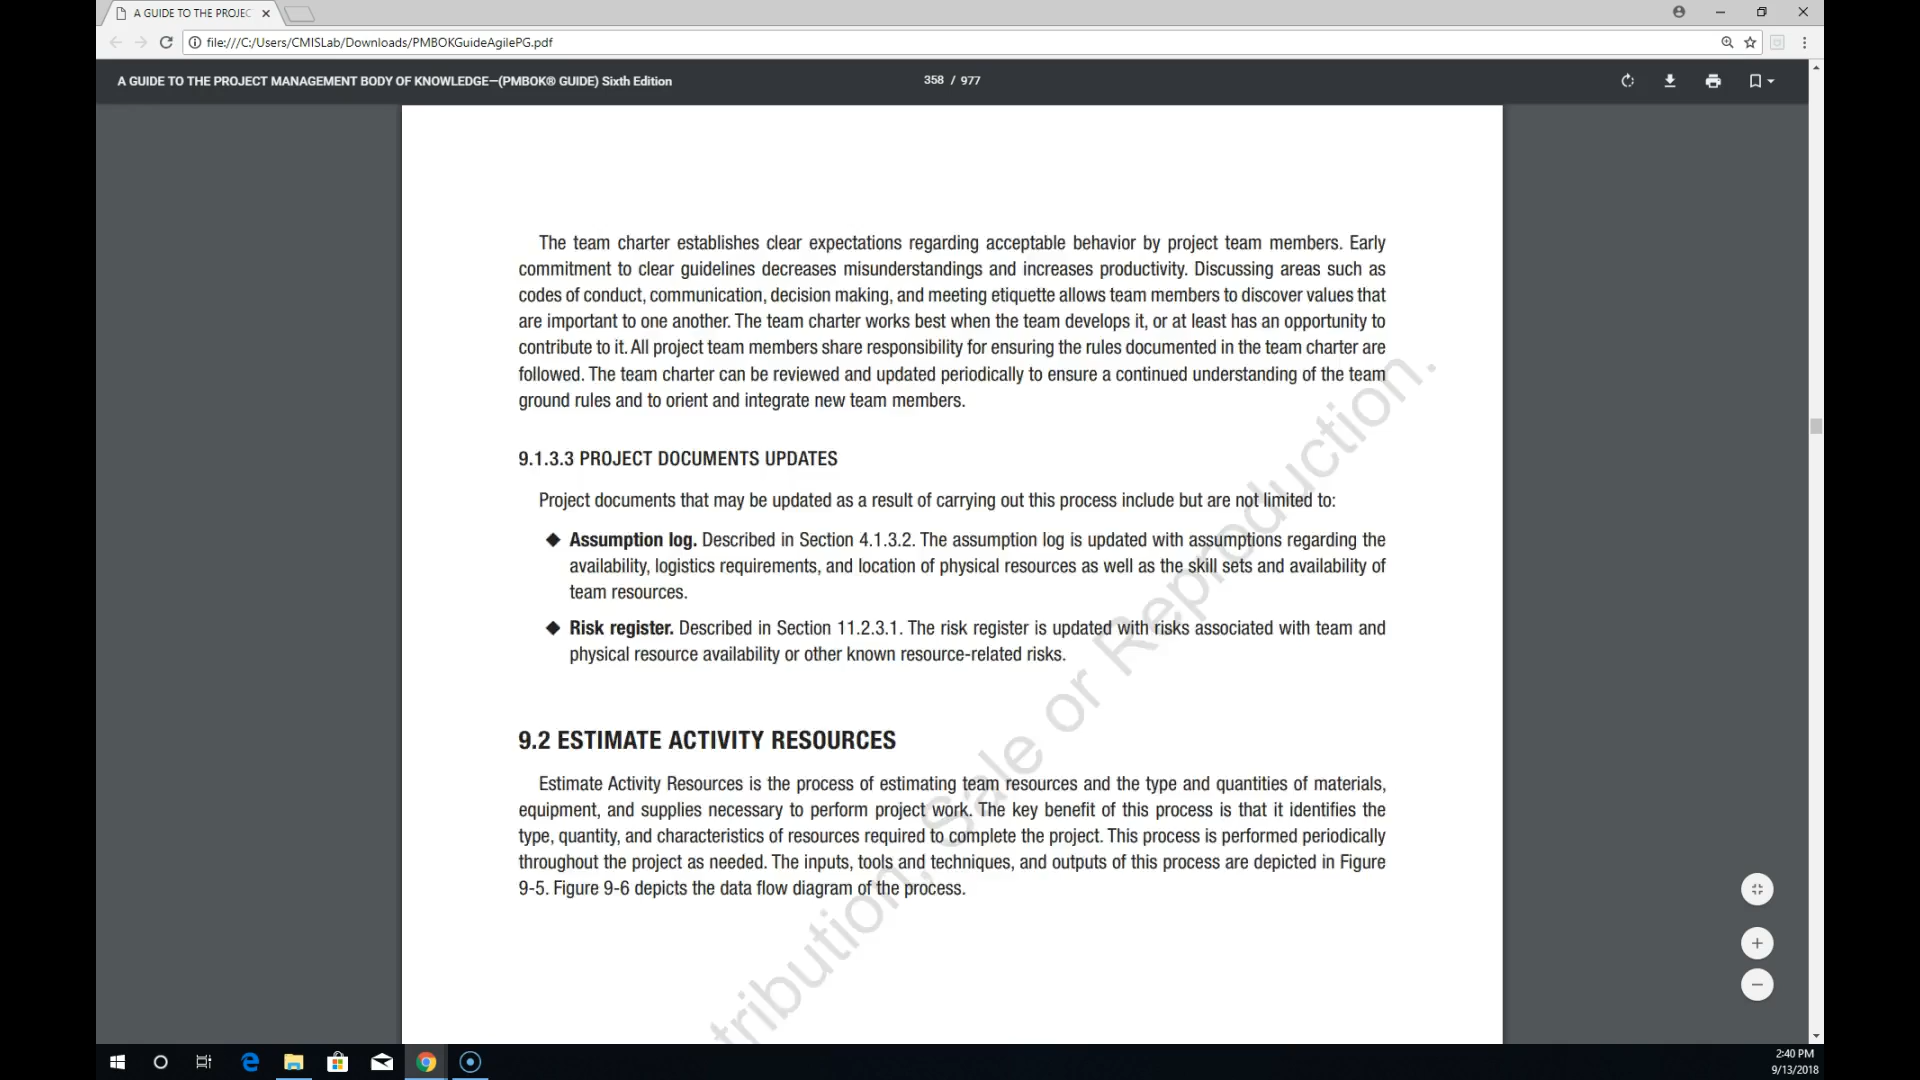 A GUIDE TO THE PROJEC
file:///C:/Users/CMISLab/Downloads/PMBOKGuideAgilePG.pdf
A GUIDE TO THE PROJECT MANAGEMENT BODY OF KNOWLEDGE—(PMBOK® GUIDE) Sixth Edition
358 / 977
The team charter establishes clear expectations regarding acceptable behavior by project team members. Early
commitment to clear guidelines decreases misunderstandings and increases productivity. Discussing areas such as
codes of conduct, communication, decision making, and meeting etiquette allows team members to discover values that
are important to one another. The team charter works best when the team develops it, or at least has an opportunity to
contribute to it. All project team members share responsibility for ensuring the rules documented in the team charter are
followed. The team charter can be reviewed and updated periodically to ensure a continued understanding of the team
ground rules and to orient and integrate new team members.
9.1.3.3 PROJECT DOCUMENTS UPDATES
Project documents that may be updated as a result of carrying out this process include but are not limited to:
◆ Assumption log. Described in Section 4.1.3.2. The assumption log is updated with assumptions regarding the
availability, logistics requirements, and location of physical resources as well as the skill sets and availability of
team resources.
◆ Risk register. Described in Section 11.2.3.1. The risk register is updated with risks associated with team and
physical resource availability or other known resource-related risks.
9.2 ESTIMATE ACTIVITY RESOURCES
Estimate Activity Resources is the process of estimating team resources and the type and quantities of materials,
equipment, and supplies necessary to perform project work. The key benefit of this process is that it identifies the
type, quantity, and characteristics of resources required to complete the project. This process is performed periodically
throughout the project as needed. The inputs, tools and techniques, and outputs of this process are depicted in Figure
9-5. Figure 9-6 depicts the data flow diagram of the process.
tribution, Sale or Reproduction.
2:40 PM
9/13/2018